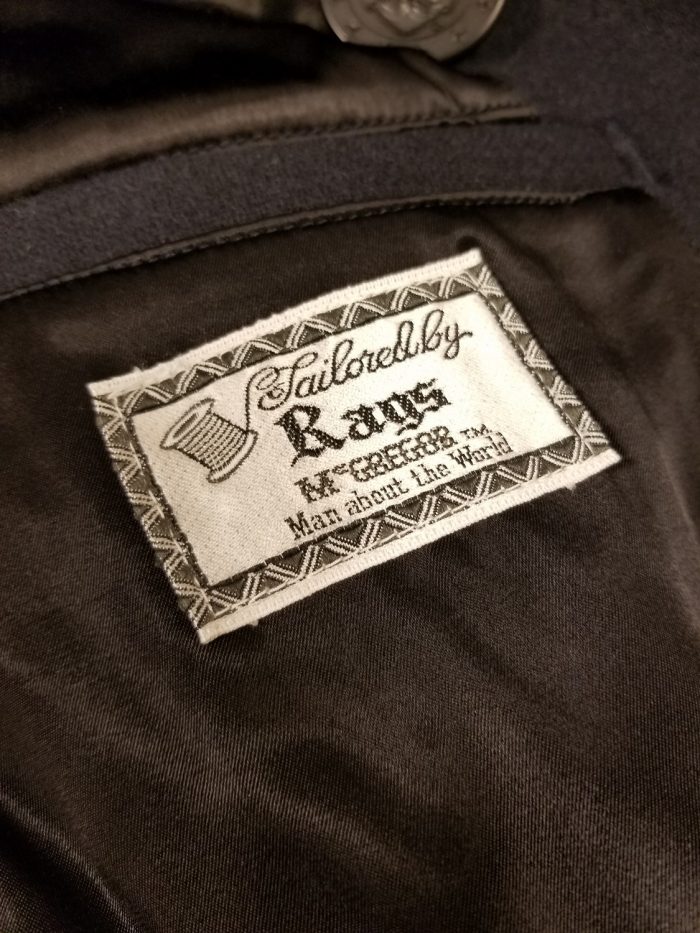 Tailored by
Rags
McGREGOR TM
Man about the World